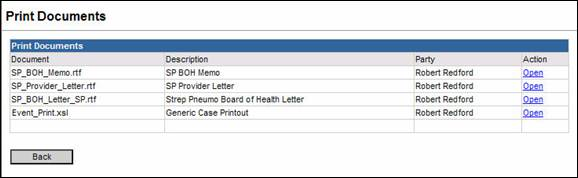 Print Documents
Print Documents
Document Description Party Action
SP_BOH_Memo.rtf SP BOH Memo Robert Redford Open
SP_Provider_Letter.rtf SP Provider Letter Robert Redford Open
SP_BOH_Letter_SP.rtf Strep Pneumo Board of Health Letter Robert Redford Open
Event_Print.xsl Generic Case Printout Robert Redford Open
Back